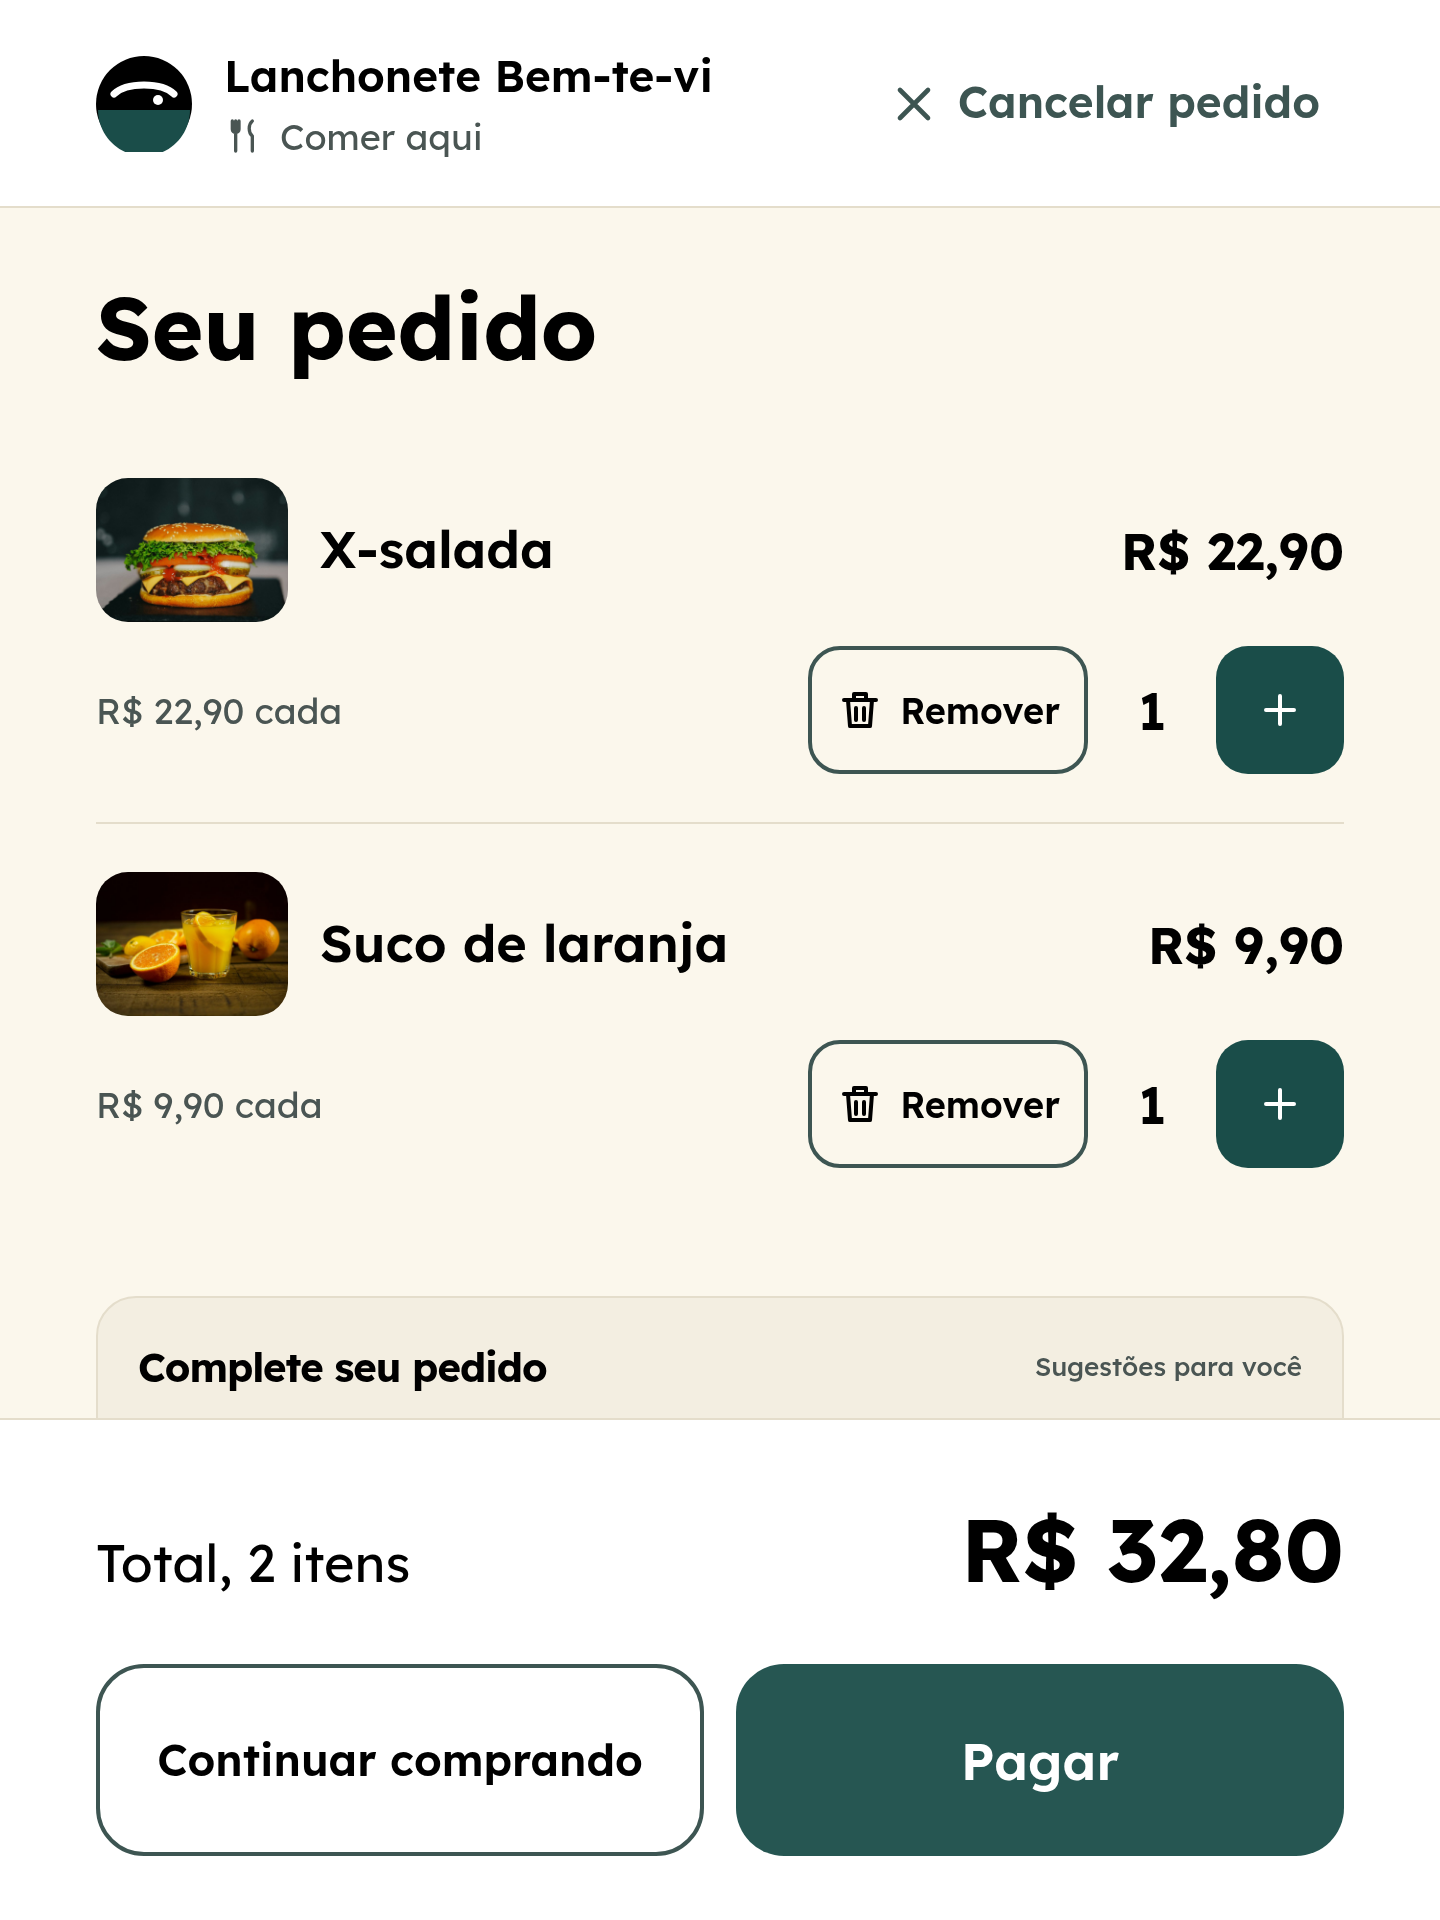 Lanchonete Bem-te-vi
Comer aqui
Cancelar pedido
Seu pedido
X-salada
R$ 22,90
R$ 22,90 cada
Remover
1
Suco de laranja
R$ 9,90
R$ 9,90 cada
Remover
1
Complete seu pedido
Sugestões para você
Total, 2 itens
R$ 32,80
Continuar comprando
Pagar